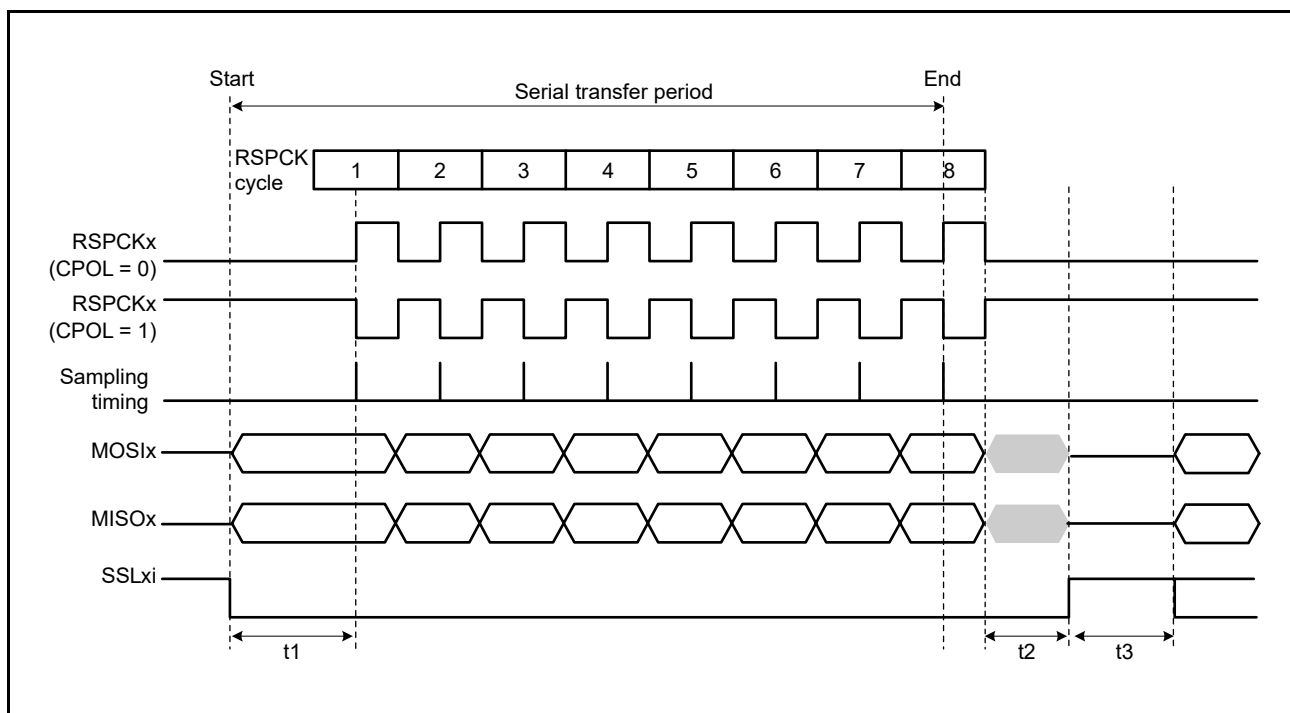 Start
End
Serial transfer period
RSPCK
cycle
1 2 3 4 5 6 7 8
RSPCKx
(CPOL = 0)
RSPCKx
(CPOL = 1)
Sampling
timing
MOSIx
MISOx
SSLxi
t1
t2
t3